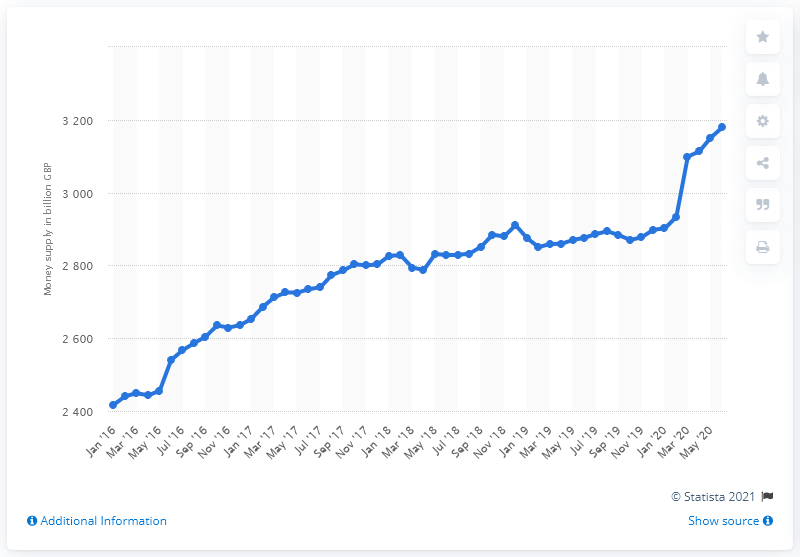 3 200
3 000
2 800
2 600
2 400
Money supply in billion GBP
Jan '16
Mar '16
May '16
Jul '16
Sep '16
Nov '16
Jan '17
Mar '17
May '17
Jul '17
Sep '17
Nov '17
Jan '18
Mar '18
May '18
Jul '18
Sep '18
Nov '18
Jan '19
Mar '19
May '19
Jul '19
Sep '19
Nov '19
Jan '20
Mar '20
May '20
© Statista 2021
Additional Information
Show source